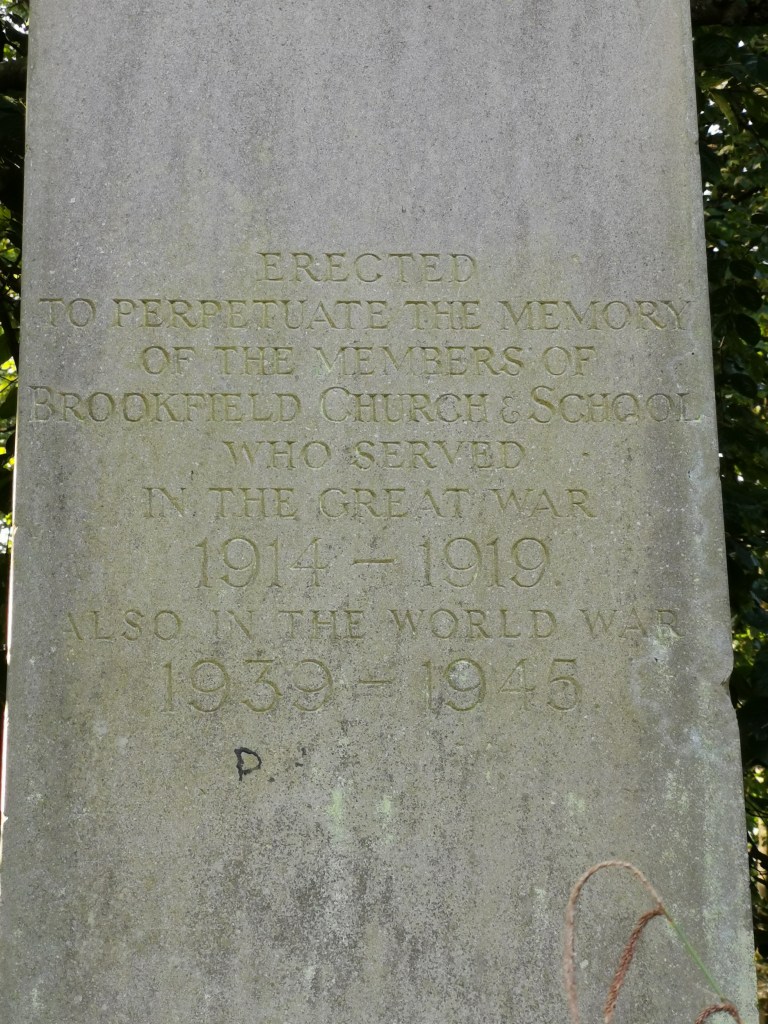 ERECTED
TO PERPETUATE THE MEMORY
OF THE MEMBERS OF
BROOKFIELD CHURCH & SCHOOL
WHO SERVED
IN THE GREAT WAR
1914 – 1919.
ALSO IN THE WORLD WAR
1939 – 1945
D.